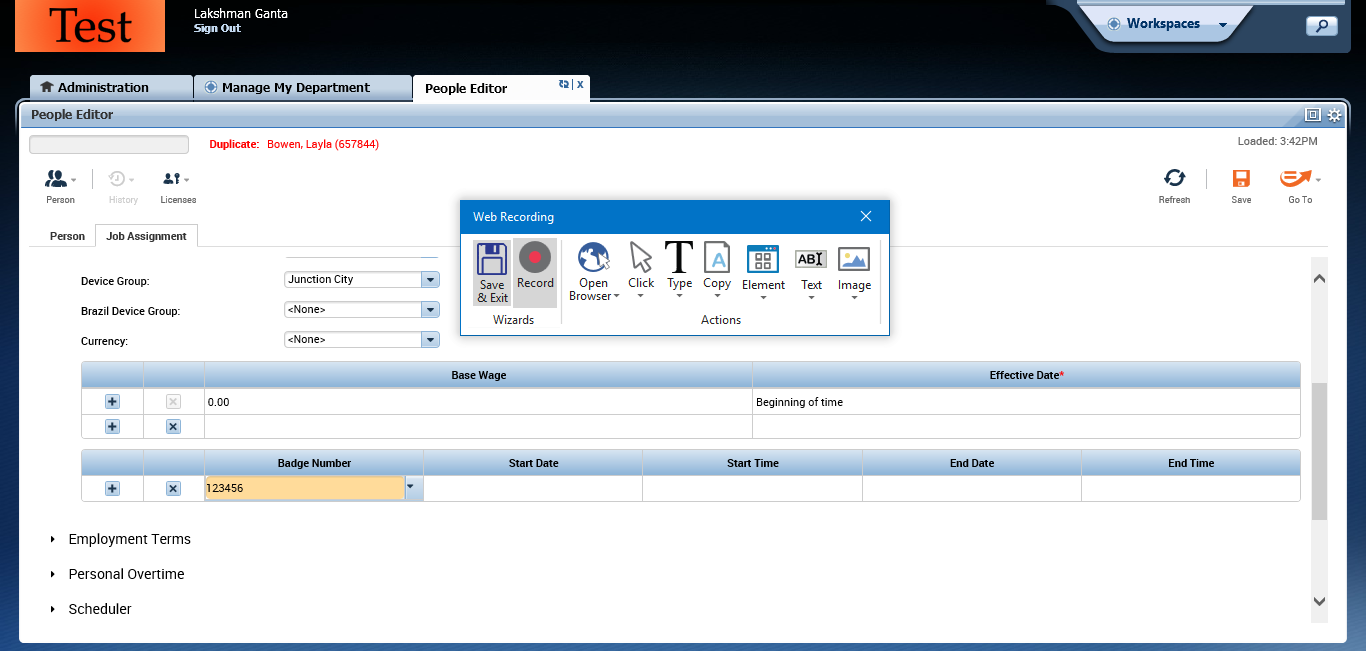 Test
Lakshman Ganta
Sign Out
Workspaces
Administration
Manage My Department
People Editor
x
People Editor
Duplicate: Bowen, Layla (657844)
Loaded: 3:42PM
Person
History
Licenses
Refresh
Save
Go To
Person
Job Assignment
Web Recording
Save & Exit
Record
Open Browser
Click
T
Type
A
Copy
Element
AB
Text
Image
Wizards
Actions
Device Group: Junction City
Brazil Device Group: <None>
Currency: <None>
Base Wage Effective Date*
0.00 Beginning of time
Badge Number Start Date Start Time End Date End Time
123456
Employment Terms
Personal Overtime
Scheduler